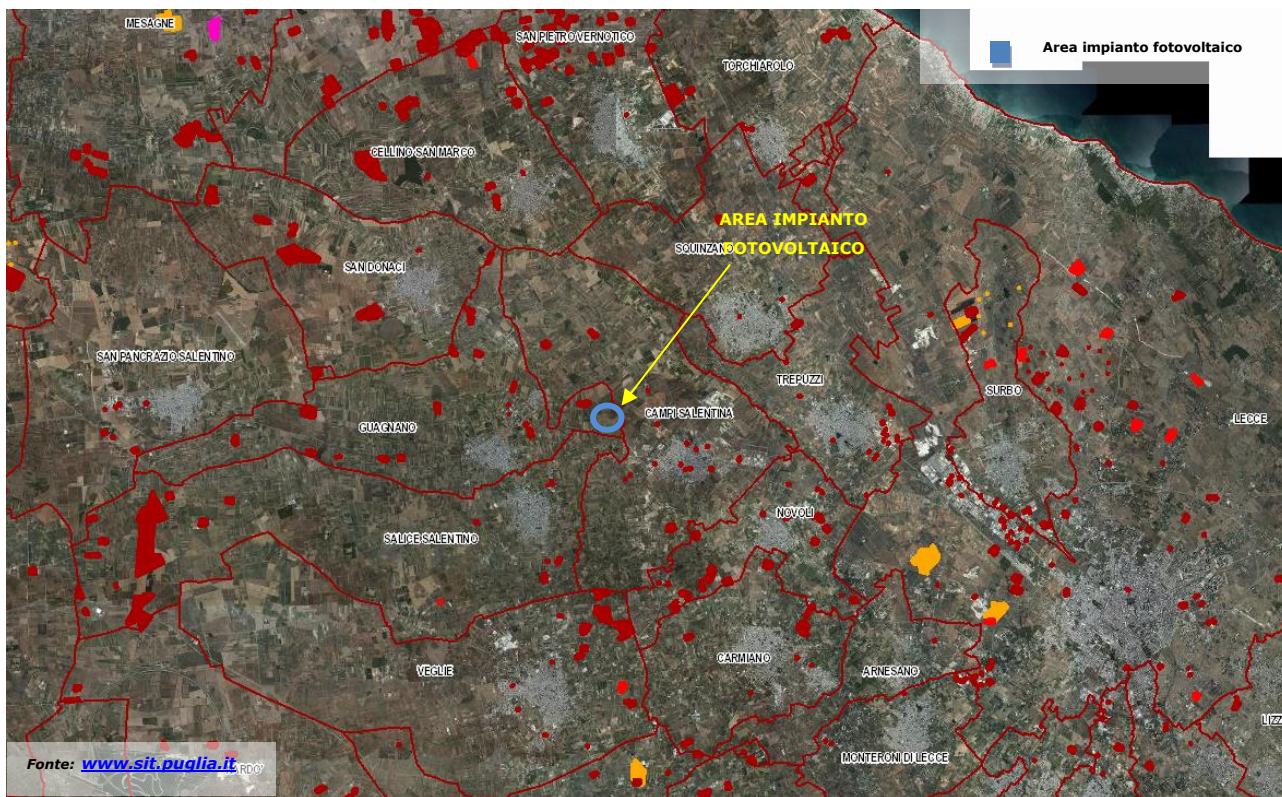 MESAGNE
SAN PIETRO VERNOTICO
Area impianto fotovoltaico
TORCHIAROLO
CELLINO SAN MARCO
AREA IMPIANTO
SQUINZANO
FOTOVOLTAICO
SAN DONACI
SAN PANCRAZIO SALENTINO
TREPUZZI
SURBO
GUAGNANO
CAMPI SALENTINA
LECCE
NOVOLI
SALICE SALENTINO
VEGLIE
CARMIANO
ARNESANO
LIZZ
MONTERONI DI LECCE
Fonte: www.sit.puglia.it
ARDO'